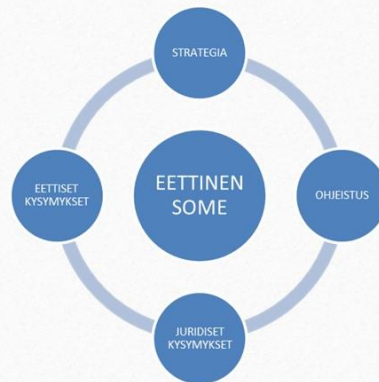 STRATEGIA
EETTISET
KYSYMYKSET
EETTINEN
SOME
OHJEISTUS
JURIDISET
KYSYMYKSET